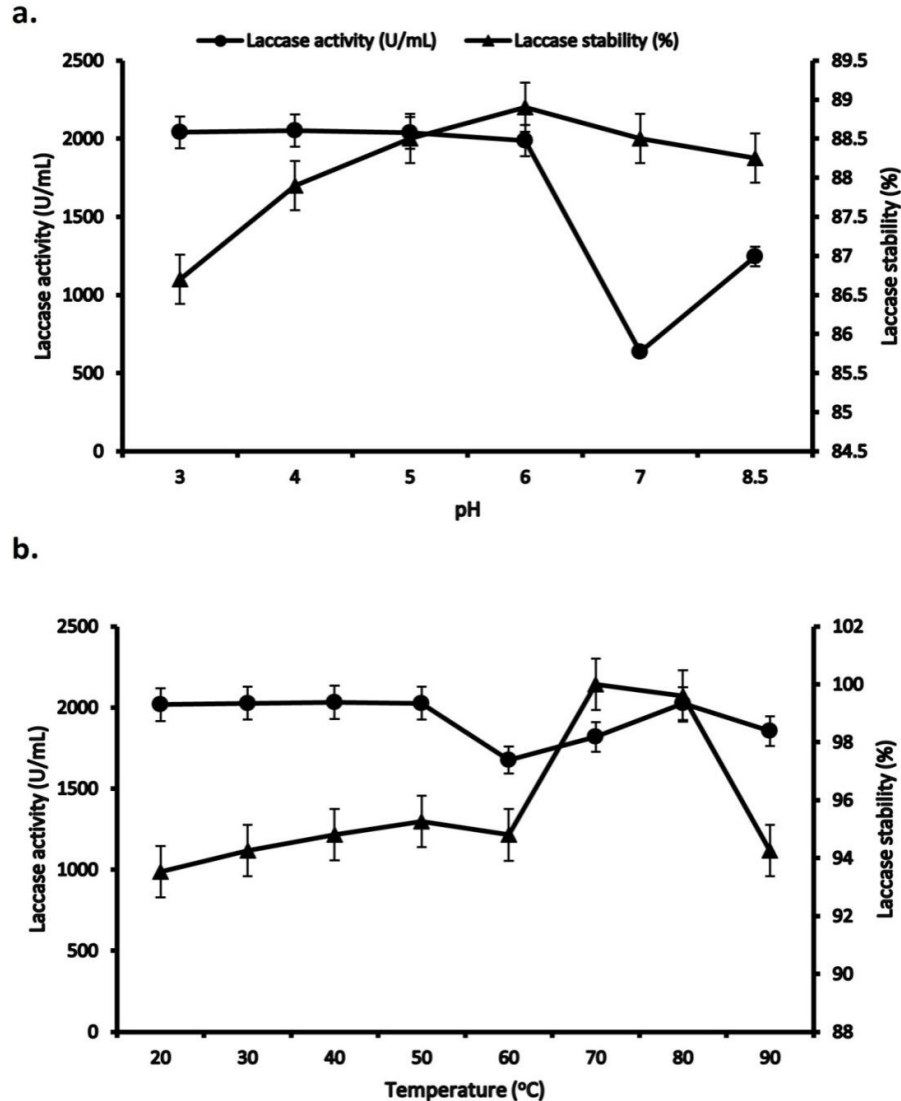 a.
Laccase activity (U/mL) Laccase stability (%)
2500
2000
1500
1000
500
0
Laccase activity (U/mL)
89.5
89
88.5
88
87.5
87
86.5
86
85.5
85
84.5
Laccase stability (%)
3 4 5 6 7 8.5
pH
b.
2500
2000
1500
1000
500
0
Laccase activity (U/mL)
102
100
98
96
94
92
90
88
Laccase stability (%)
20 30 40 50 60 70 80 90
Temperature (ºC)